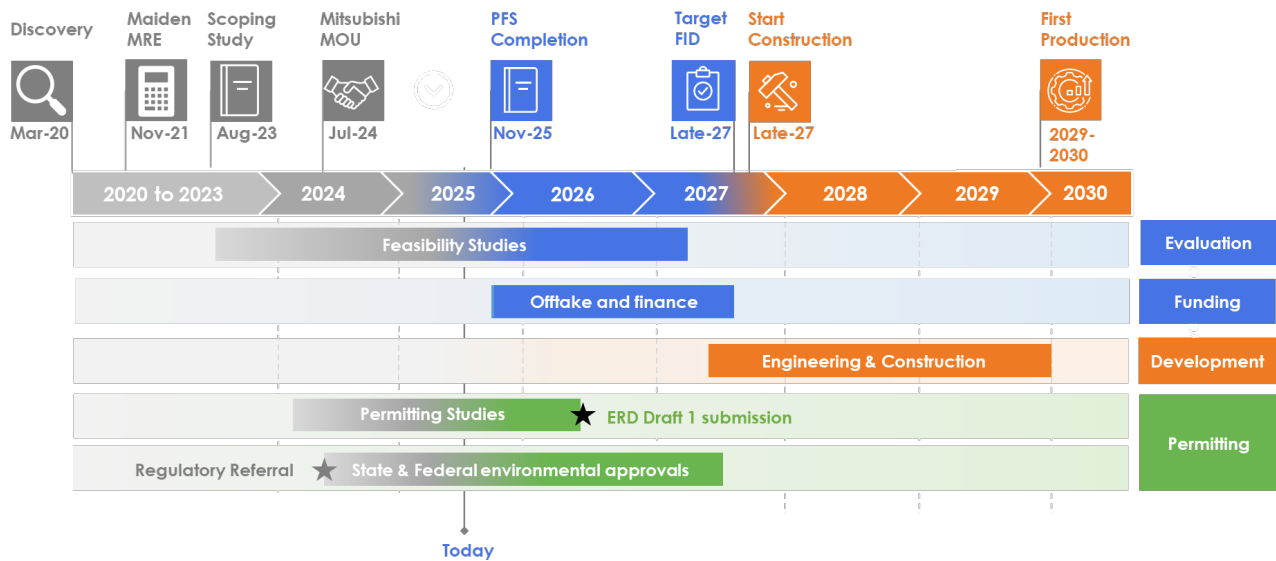 Discovery
Maiden
MRE
Scoping
Study
Mitsubishi
MOU
PFS
Completion
Target
FID
Start
Construction
First
Production
Mar-20
Nov-21
Aug-23
Jul-24
Nov-25
Late-27
Late-27
2029-
2030
2020 to 2023
2024
2025
2026
2027
2028
2029
2030
Feasibility Studies
Evaluation
Offtake and finance
Funding
Engineering & Construction
Development
Permitting Studies
ERD Draft 1 submission
Permitting
Regulatory Referral
State & Federal environmental approvals
Today